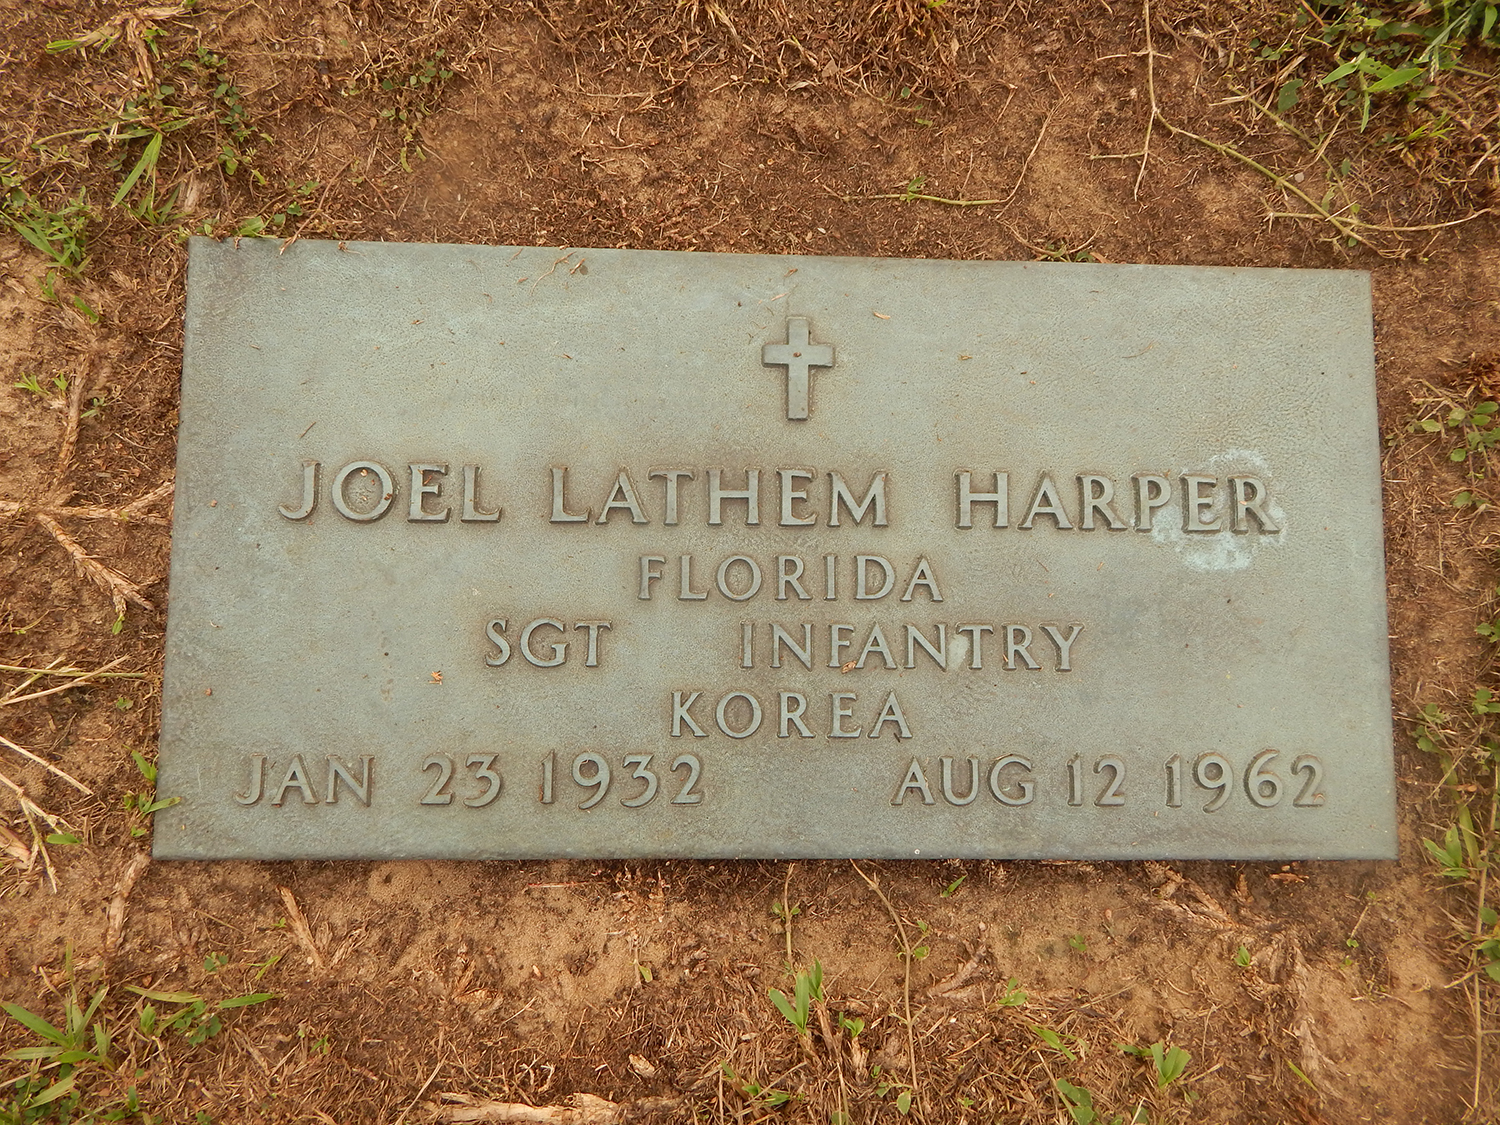 JOEL LATHEM HARPER
FLORIDA
SGT INFANTRY
KOREA
JAN 23 1932 AUG 12 1962